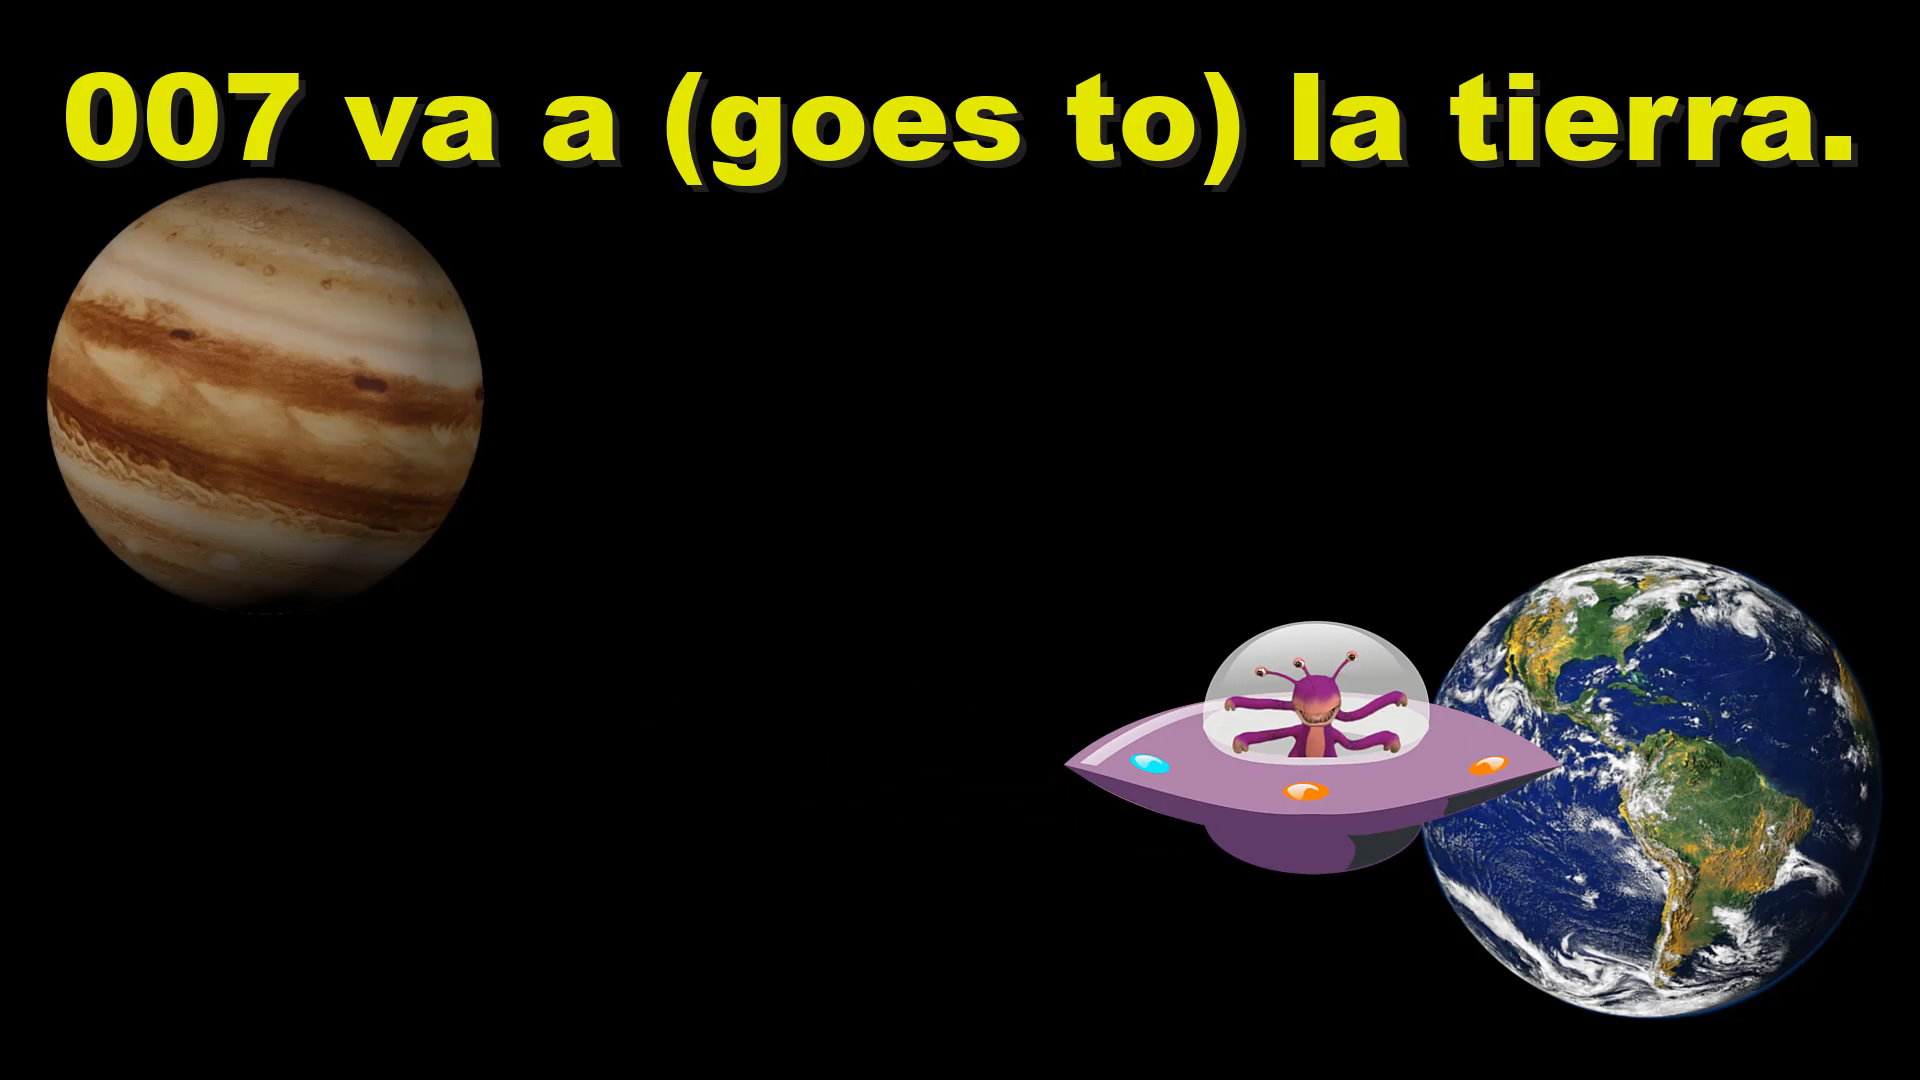 007 va a (goes to) la tierra.